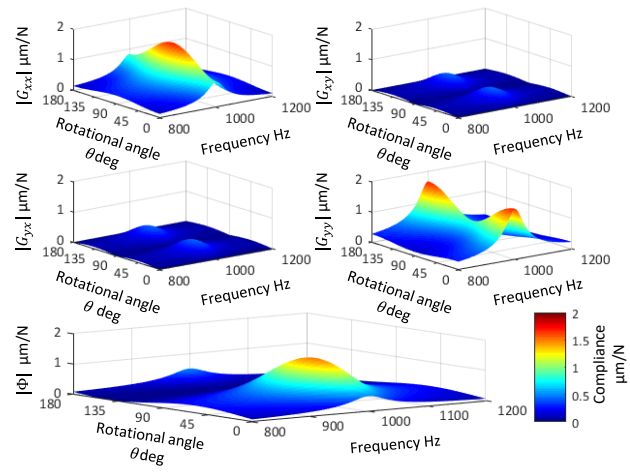 2
1
0
|G_xx| μm/N
180
135
90
45
0
Rotational angle
θ deg
800
1000
1200
Frequency Hz
2
1
0
|G_xy| μm/N
180
135
90
45
0
Rotational angle
θ deg
800
1000
1200
Frequency Hz
2
1
0
|G_yx| μm/N
180
135
90
45
0
Rotational angle
θ deg
800
1000
1200
Frequency Hz
2
1
0
|G_yy| μm/N
180
135
90
45
0
Rotational angle
θ deg
800
1000
1200
Frequency Hz
2
1
0
|Φ| μm/N
180
135
90
45
0
Rotational angle
θ deg
800
900
1000
1100
1200
Frequency Hz
2
1.5
1
0.5
0
Compliance
μm/N